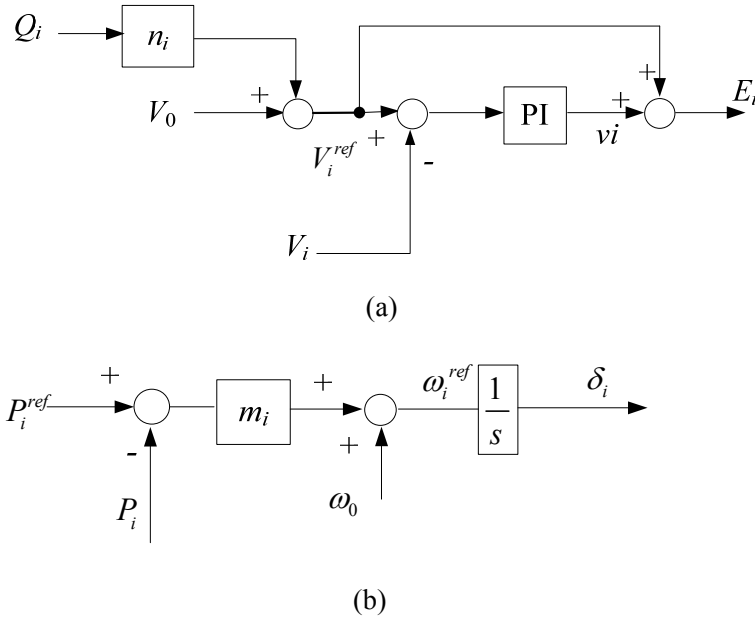 Qi
ni
V0
+
Vi^ref
+
-
PI
+
vi
+
Ei
Vi
(a)
Pi^ref
+
-
Pi
mi
+
+
ω0
ωi^ref
1
s
δi
(b)